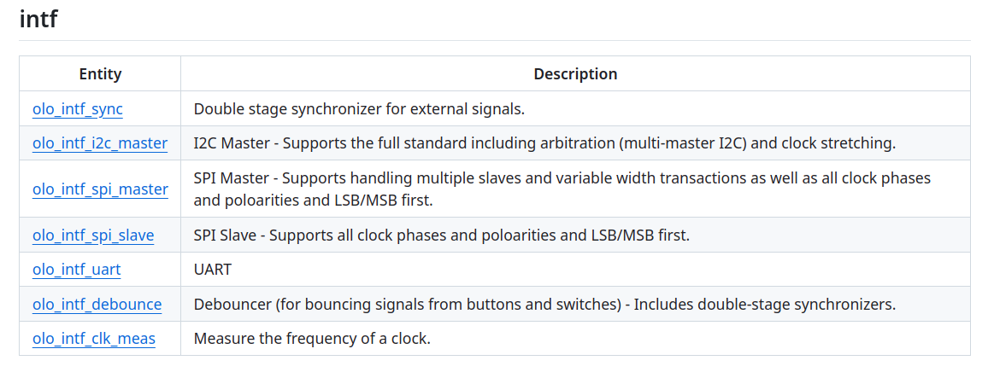 intf
Entity Description
olo_intf_sync Double stage synchronizer for external signals.
olo_intf_i2c_master I2C Master - Supports the full standard including arbitration (multi-master I2C) and clock stretching.
olo_intf_spi_master SPI Master - Supports handling multiple slaves and variable width transactions as well as all clock phases
and poloarities and LSB/MSB first.
olo_intf_spi_slave SPI Slave - Supports all clock phases and poloarities and LSB/MSB first.
olo_intf_uart UART
olo_intf_debounce Debouncer (for bouncing signals from buttons and switches) - Includes double-stage synchronizers.
olo_intf_clk_meas Measure the frequency of a clock.